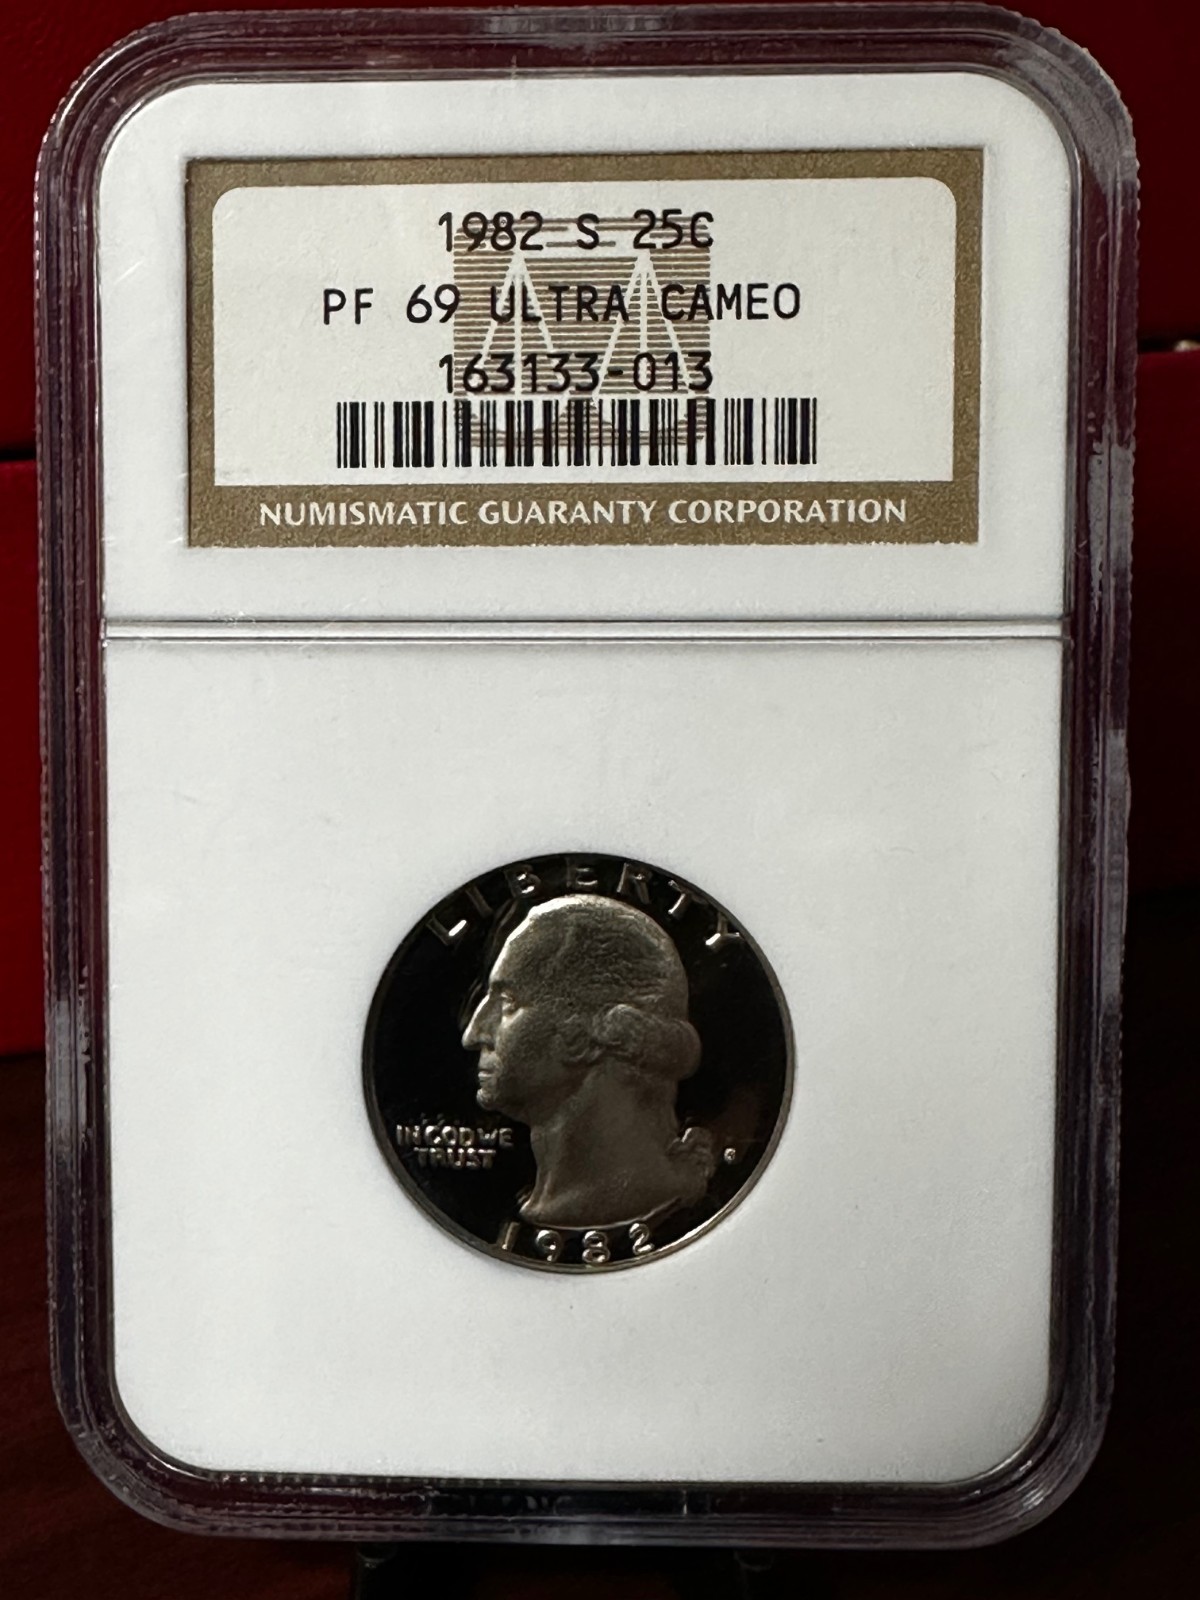 1982 S 25C
PF 69 ULTRA CAMEO
163133-013
NUMISMATIC GUARANTY CORPORATION
LIBERTY
IN GOD WE
TRUST
1982